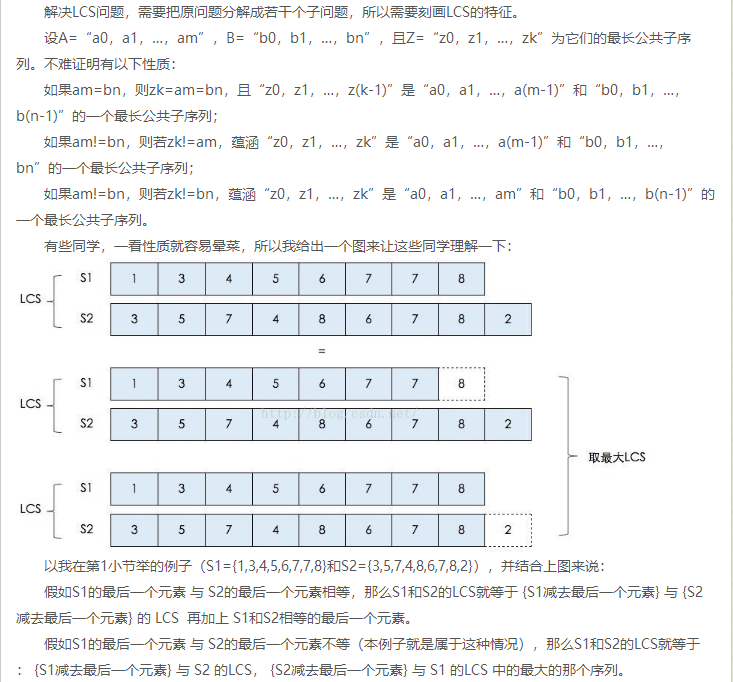 解决LCS问题，需要把原问题分解成若干个子问题，所以需要刻画LCS的特征。
设A=“a0，a1，…，am”，B=“b0，b1，…，bn”，且Z=“z0，z1，…，zk”为它们的最长公共子序
列。不难证明有以下性质：
如果am=bn，则zk=am=bn，且“z0，z1，…，z(k-1)”是“a0，a1，…，a(m-1)”和“b0，b1，…，
b(n-1)”的一个最长公共子序列；
如果am!=bn，则若zk!=am，蕴涵“z0，z1，…，zk”是“a0，a1，…，a(m-1)”和“b0，b1，…，
bn”的一个最长公共子序列；
如果am!=bn，则若zk!=bn，蕴涵“z0，z1，…，zk”是“a0，a1，…，am”和“b0，b1，…，b(n-1)”的
一个最长公共子序列。
有些同学，一看性质就容易晕菜，所以我给出一个图来让这些同学理解一下：
LCS
S1 1 3 4 5 6 7 7 8
S2 3 5 7 4 8 6 7 8 2
=
LCS
S1 1 3 4 5 6 7 7 8
http://blog.csdn.net/
S2 3 5 7 4 8 6 7 8 2
取最大LCS
LCS
S1 1 3 4 5 6 7 7 8
S2 3 5 7 4 8 6 7 8 2
以我在第1小节举的例子（S1={1,3,4,5,6,7,7,8}和S2={3,5,7,4,8,6,7,8,2}），并结合上图来说：
假如S1的最后一个元素 与 S2的最后一个元素相等，那么S1和S2的LCS就等于 {S1减去最后一个元素} 与 {S2
减去最后一个元素} 的 LCS 再加上 S1和S2相等的最后一个元素。
假如S1的最后一个元素 与 S2的最后一个元素不等（本例子就是属于这种情况），那么S1和S2的LCS就等于
： {S1减去最后一个元素} 与 S2 的LCS， {S2减去最后一个元素} 与 S1 的LCS 中的最大的那个序列。